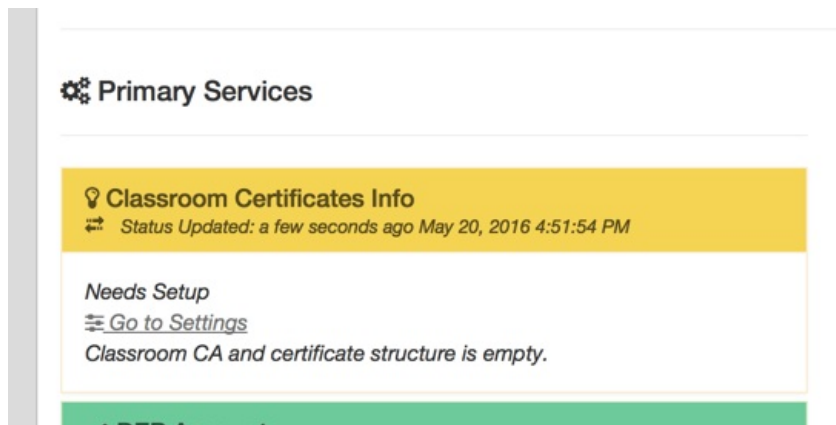 Primary Services
Classroom Certificates Info
Status Updated: a few seconds ago May 20, 2016 4:51:54 PM
Needs Setup
Go to Settings
Classroom CA and certificate structure is empty.